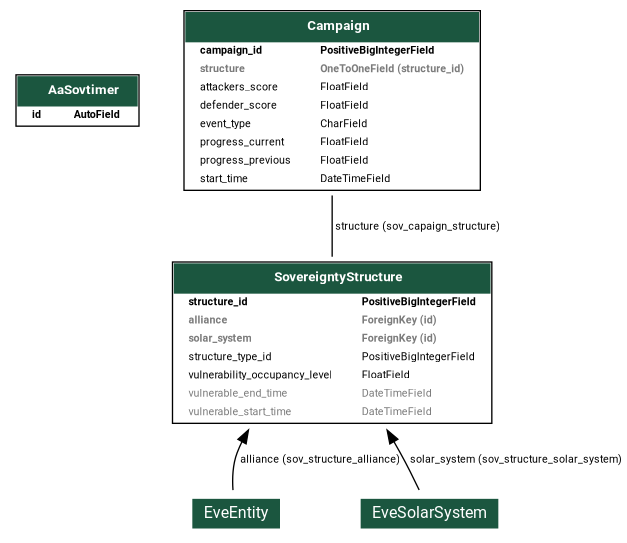 Campaign
campaign_id PositiveBigIntegerField
structure OneToOneField (structure_id)
attackers_score FloatField
defender_score FloatField
event_type CharField
progress_current FloatField
progress_previous FloatField
start_time DateTimeField
AaSovtimer
id AutoField
structure (sov_capaign_structure)
SovereigntyStructure
structure_id PositiveBigIntegerField
alliance ForeignKey (id)
solar_system ForeignKey (id)
structure_type_id PositiveBigIntegerField
vulnerability_occupancy_level FloatField
vulnerable_end_time DateTimeField
vulnerable_start_time DateTimeField
alliance (sov_structure_alliance)
solar_system (sov_structure_solar_system)
EveEntity
EveSolarSystem